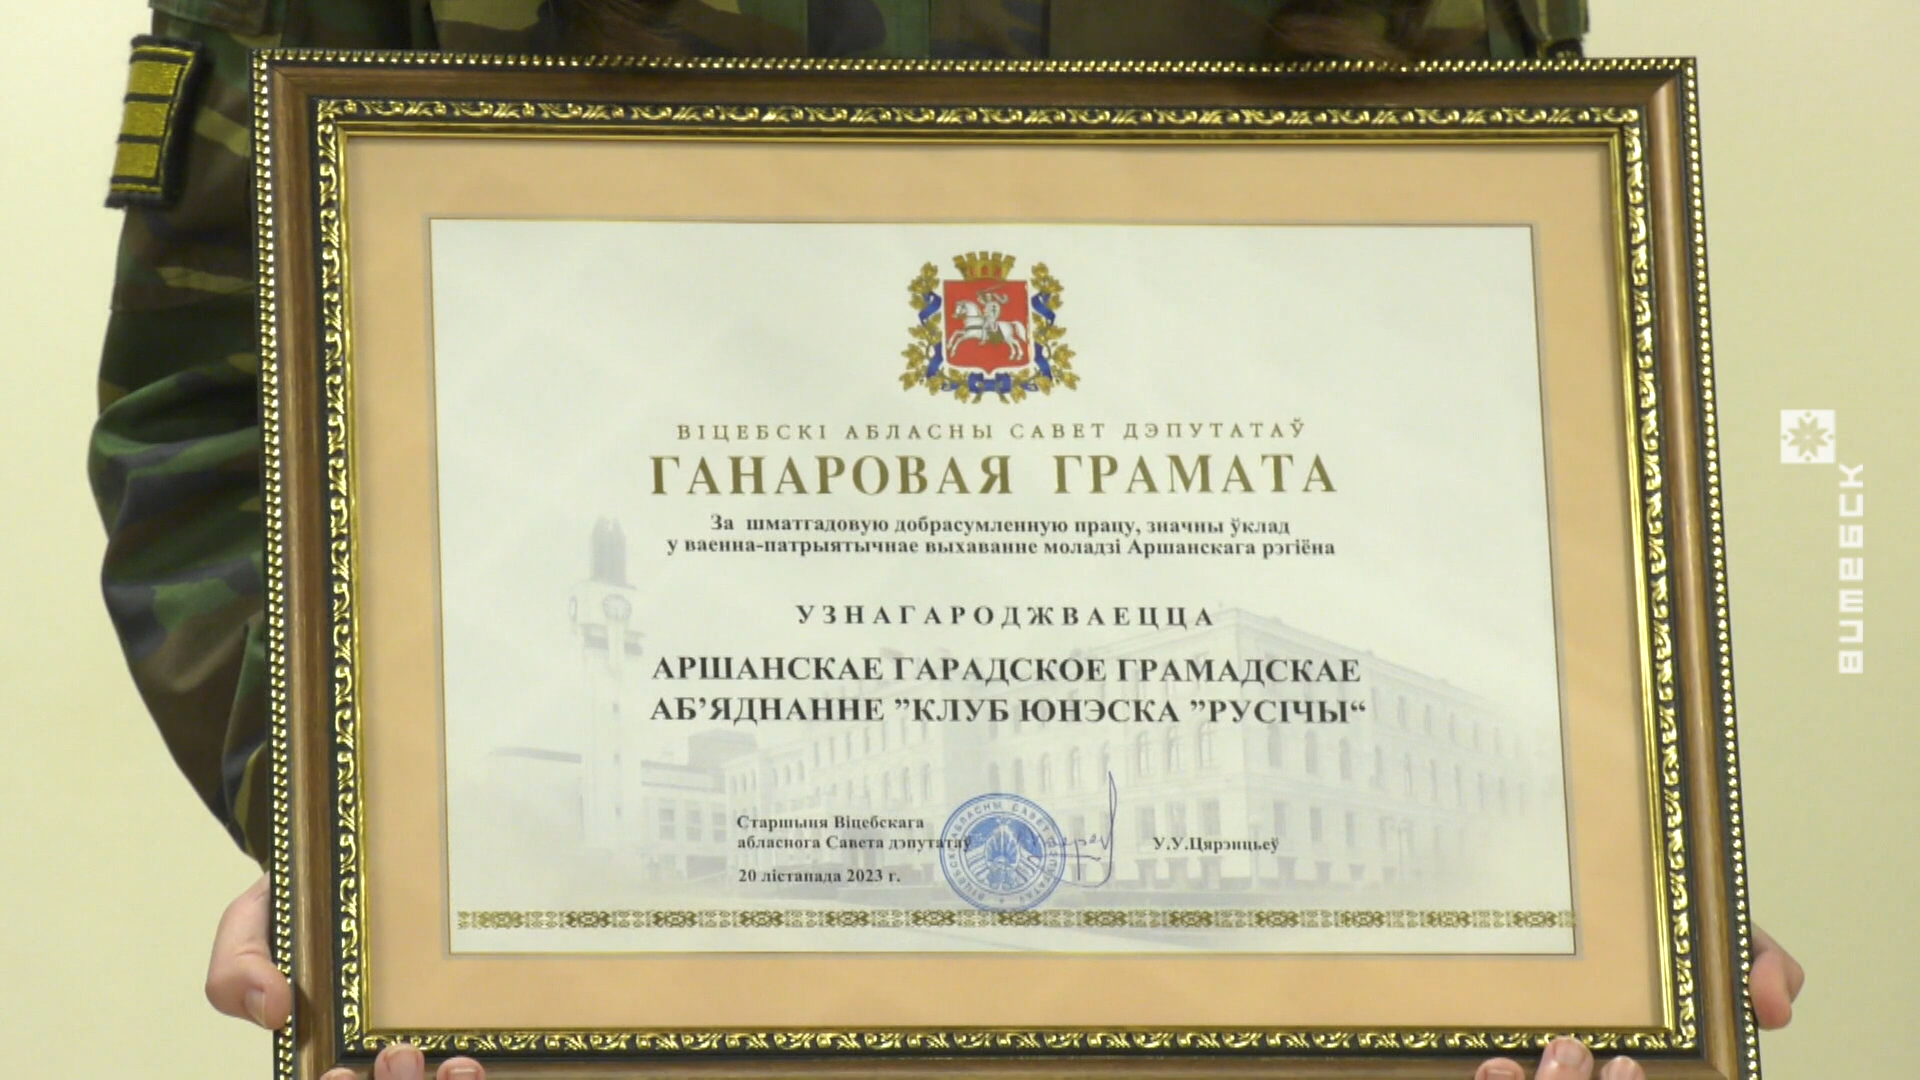 ВІЦЕБСКІ АБЛАСНЫ САВЕТ ДЭПУТАТАЎ
ГАНАРОВАЯ ГРАМАТА
За шматгадовую добрасумленную працу, значны ўклад
у ваенна-патрыятычнае выхаванне моладзі Аршанскага рэгіёна
УЗНАГАРОДЖВАЕЦЦА
АРШАНСКАЕ ГАРАДСКОЕ ГРАМАДСКАЕ
АБ’ЯДНАННЕ ”КЛУБ ЮНЭСКА ”РУСІЧЫ“
Старшыня Віцебскага
абласнога Савета дэпутатаў
У.У.Цярэнцьеў
20 лістапада 2023 г.
ВІЦЕБСК